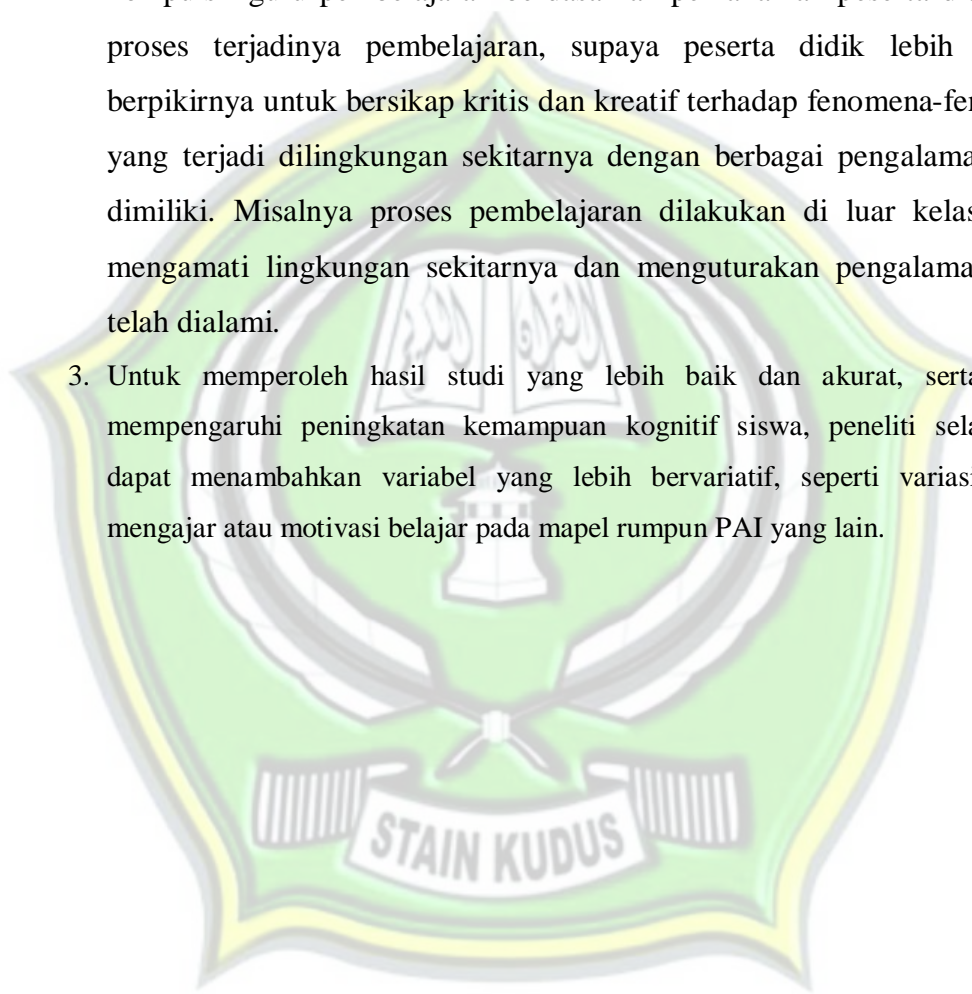 proses terjadinya pembelajaran, supaya peserta didik lebih
berpikirnya untuk bersikap kritis dan kreatif terhadap fenomena-fe
yang terjadi dilingkungan sekitarnya dengan berbagai pengalama
dimiliki. Misalnya proses pembelajaran dilakukan di luar kelas
mengamati lingkungan sekitarnya dan menguturakan pengalama
telah dialami.
3. Untuk memperoleh hasil studi yang lebih baik dan akurat, serta
mempengaruhi peningkatan kemampuan kognitif siswa, peneliti sela
dapat menambahkan variabel yang lebih bervariatif, seperti variasi
mengajar atau motivasi belajar pada mapel rumpun PAI yang lain.
STAIN KUDUS